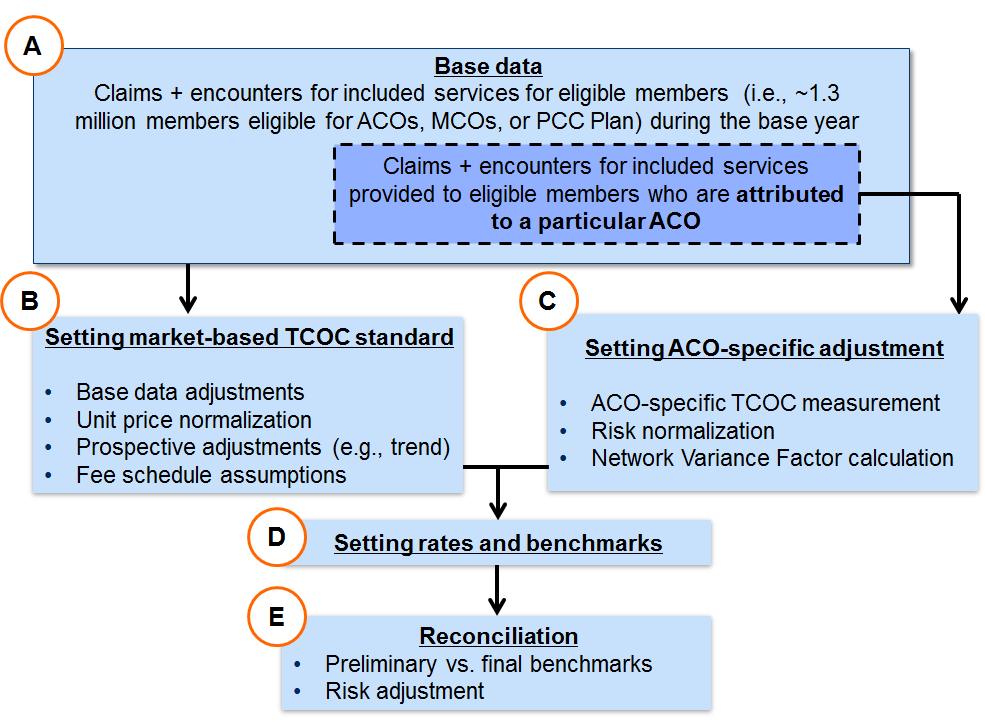 A
Base data
Claims + encounters for included services for eligible members (i.e., ~1.3
million members eligible for ACOs, MCOs, or PCC Plan) during the base year
Claims + encounters for included services
provided to eligible members who are attributed
to a particular ACO
B
Setting market-based TCOC standard
• Base data adjustments
• Unit price normalization
• Prospective adjustments (e.g., trend)
• Fee schedule assumptions
C
Setting ACO-specific adjustment
• ACO-specific TCOC measurement
• Risk normalization
• Network Variance Factor calculation
D
Setting rates and benchmarks
E
Reconciliation
• Preliminary vs. final benchmarks
• Risk adjustment